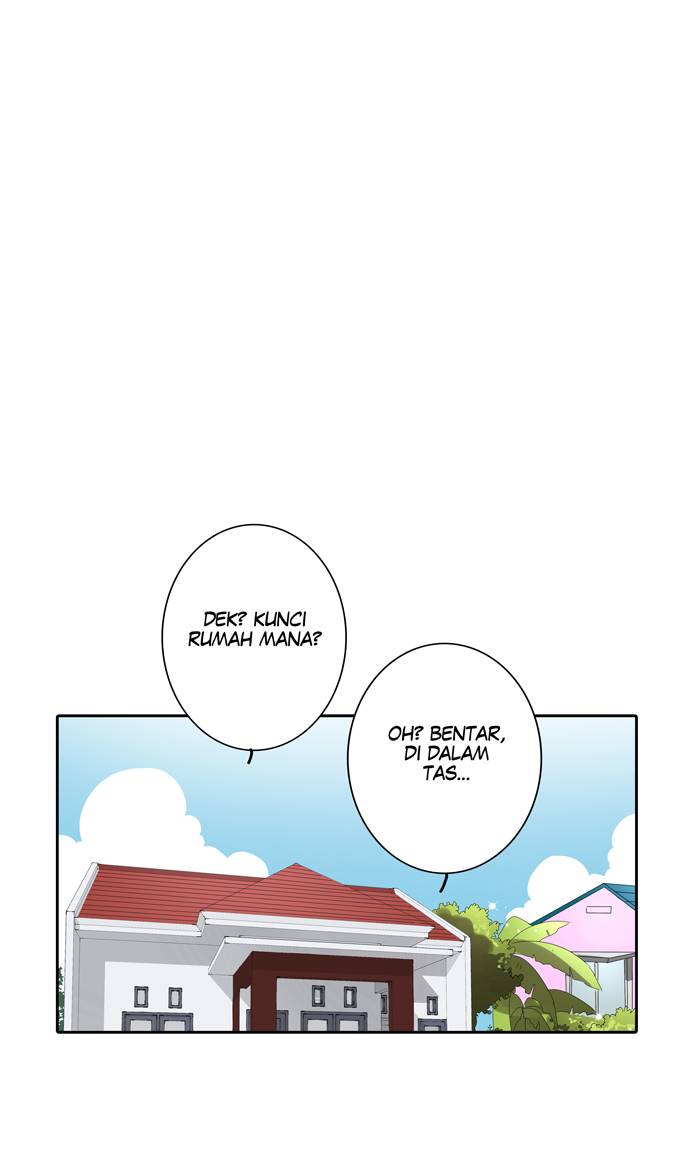 DEK? KUNCI
RUMAH MANA?
OH? BENTAR,
DI DALAM
TAS...